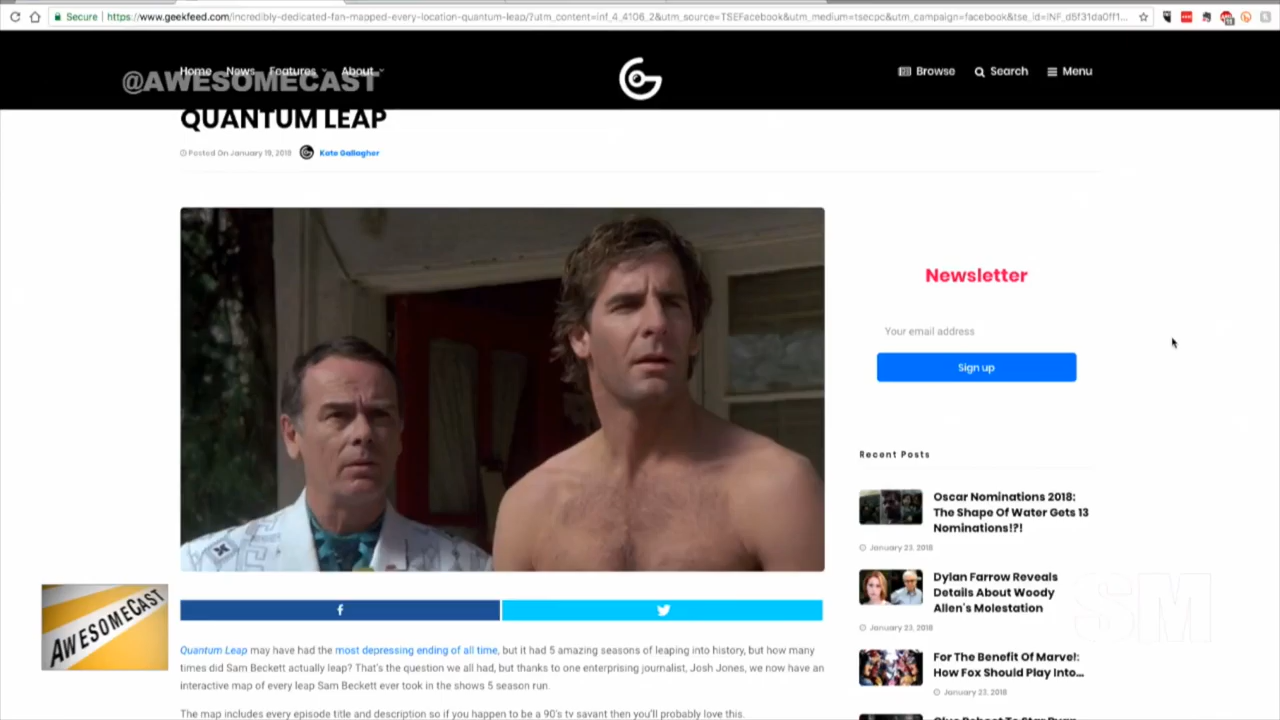 Secure https://www.geekfeed.com/incredibly-dedicated-fan-mapped-every-location-quantum-leap/?utm_content=inf_4_4106_2&utm_source=TSEFacebook&utm_medium=tsecpc&utm_campaign=facebook&tse_id=INF_d5f31da0ff1...
Home News Features About
@AWESOMECAST
Browse Search Menu
QUANTUM LEAP
Posted On January 19, 2018 Kate Gallagher
Newsletter
Your email address
Sign up
Recent Posts
Oscar Nominations 2018:
The Shape Of Water Gets 13
Nominations!?!
January 23, 2018
Dylan Farrow Reveals
Details About Woody
Allen's Molestation
January 23, 2018
SM
For The Benefit Of Marvel:
How Fox Should Play Into...
January 23, 2018
AWESOMECAST
Quantum Leap may have had the most depressing ending of all time, but it had 5 amazing seasons of leaping into history, but how many
times did Sam Beckett actually leap? That's the question we all had, but thanks to one enterprising journalist, Josh Jones, we now have an
interactive map of every leap Sam Beckett ever took in the shows 5 season run.
The map includes every episode title and description so if you happen to be a 90's tv savant then you'll probably love this.